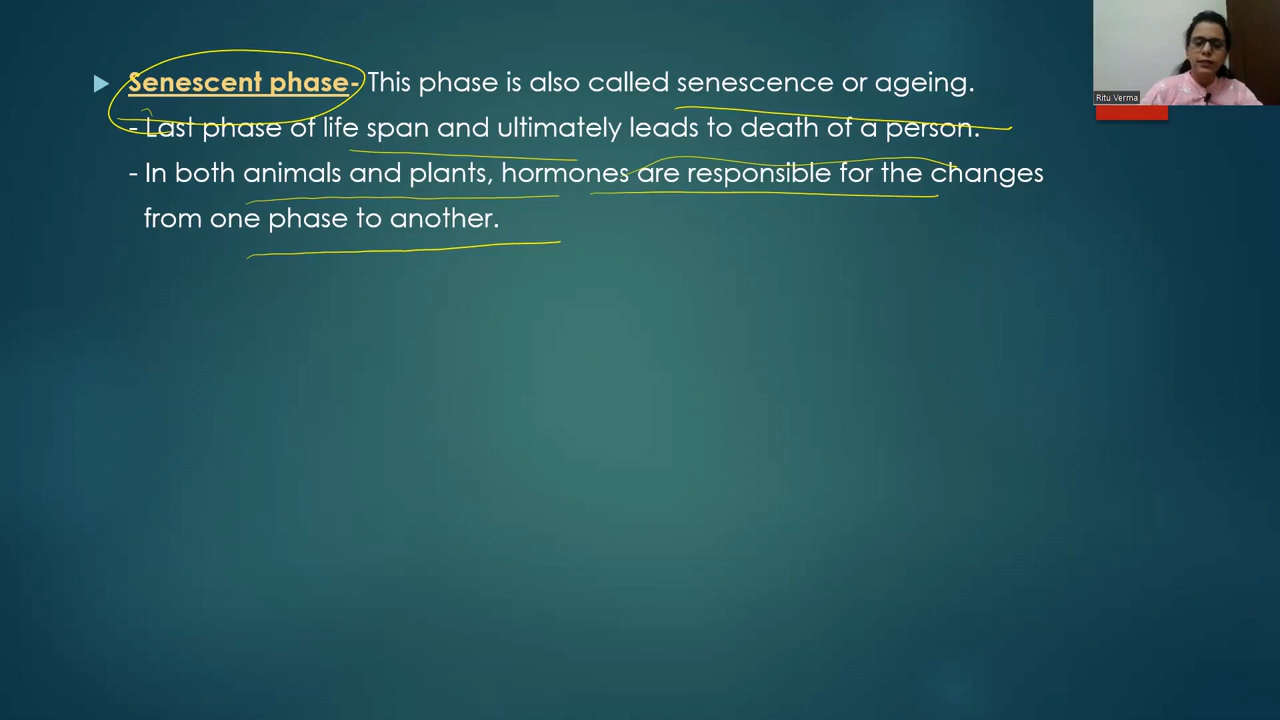 Senescent phase- This phase is also called senescence or ageing.
- Last phase of life span and ultimately leads to death of a person.
- In both animals and plants, hormones are responsible for the changes
from one phase to another.
Ritu Verma